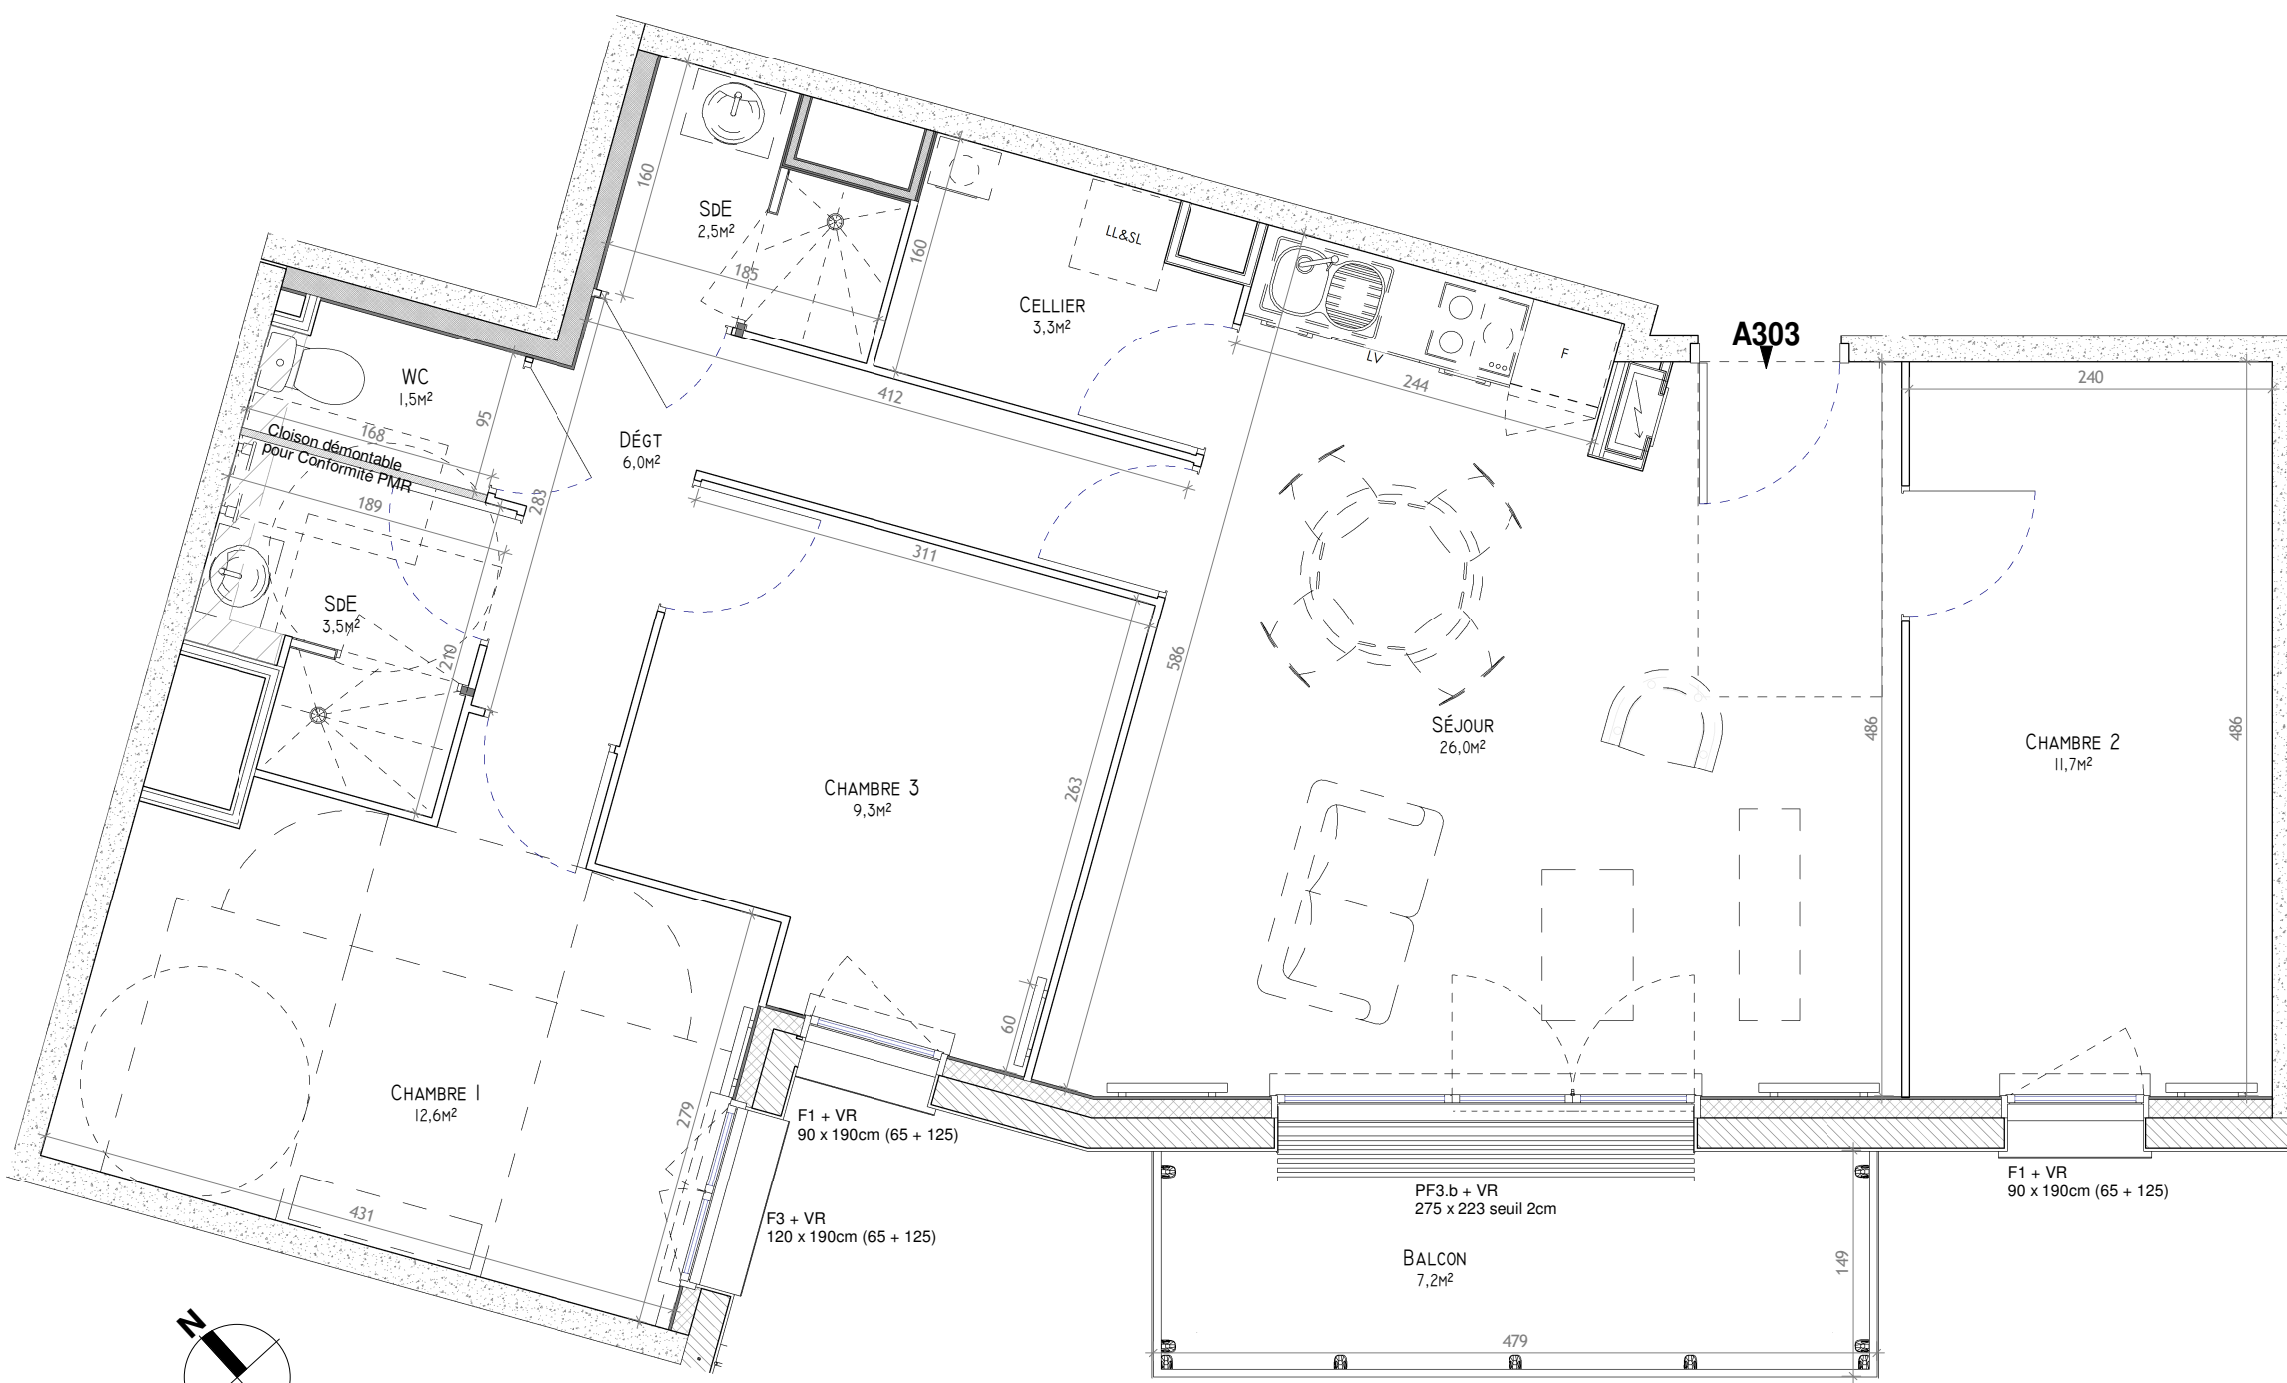 A303
160
SDE
2,5M²
185
160
LL&SL
CELLIER
3,3M²
LV
F
244
240
WC
1,5M²
95
168
Cloison démontable
pour Conformité PMR
189
DÉGT
6,0M²
412
283
311
SDE
3,5M²
210
586
SÉJOUR
26,0M²
486
CHAMBRE 2
11,7M²
486
CHAMBRE 3
9,3M²
263
60
CHAMBRE 1
12,6M²
279
431
F1 + VR
90 x 190cm (65 + 125)
F3 + VR
120 x 190cm (65 + 125)
PF3.b + VR
275 x 223 seuil 2cm
F1 + VR
90 x 190cm (65 + 125)
BALCON
7,2M²
149
479
N